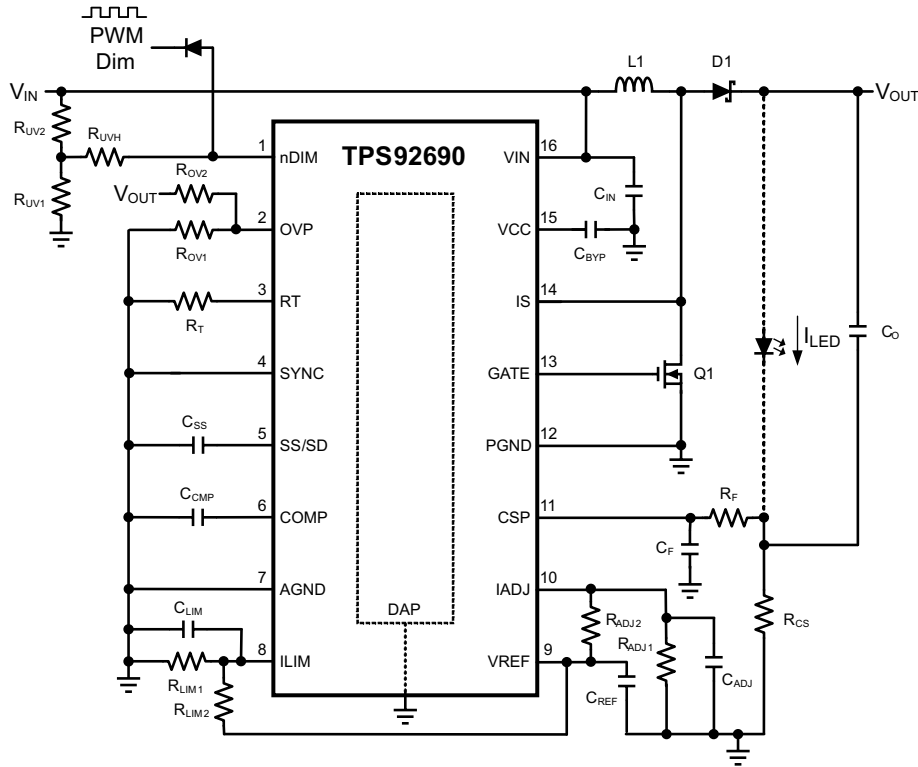 PWM
Dim
L1
D1
VIN
VOUT
RUV2
RUVH
RUV1
1
nDIM
TPS92690
VIN
16
CIN
ROV2
VOUT
2
OVP
ROV1
VCC
15
CBYP
3
RT
RT
IS
14
ILED
CO
4
SYNC
GATE
13
Q1
CSS
5
SS/SD
PGND
12
CCMP
6
COMP
CSP
11
RF
CF
7
AGND
IADJ
10
CLIM
DAP
RADJ2
RADJ1
RCS
8
ILIM
VREF
9
RLIM1
RLIM2
CREF
CADJ